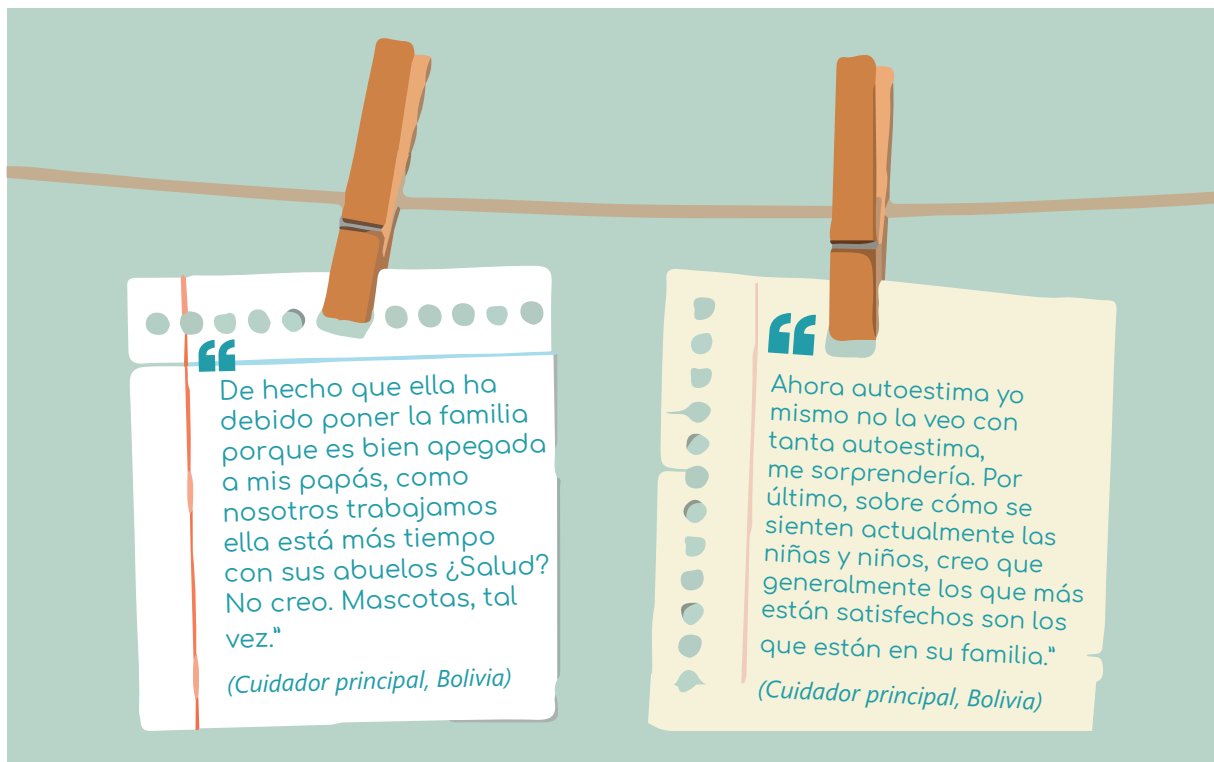 “
De hecho que ella ha
debido poner la familia
porque es bien apegada
a mis papás, como
nosotros trabajamos
ella está más tiempo
con sus abuelos ¿Salud?
No creo. Mascotas, tal
vez.”
(Cuidador principal, Bolivia)
“
Ahora autoestima yo
mismo no la veo con
tanta autoestima,
me sorprendería. Por
último, sobre cómo se
sienten actualmente las
niñas y niños, creo que
generalmente los que más
están satisfechos son los
que están en su familia.”
(Cuidador principal, Bolivia)